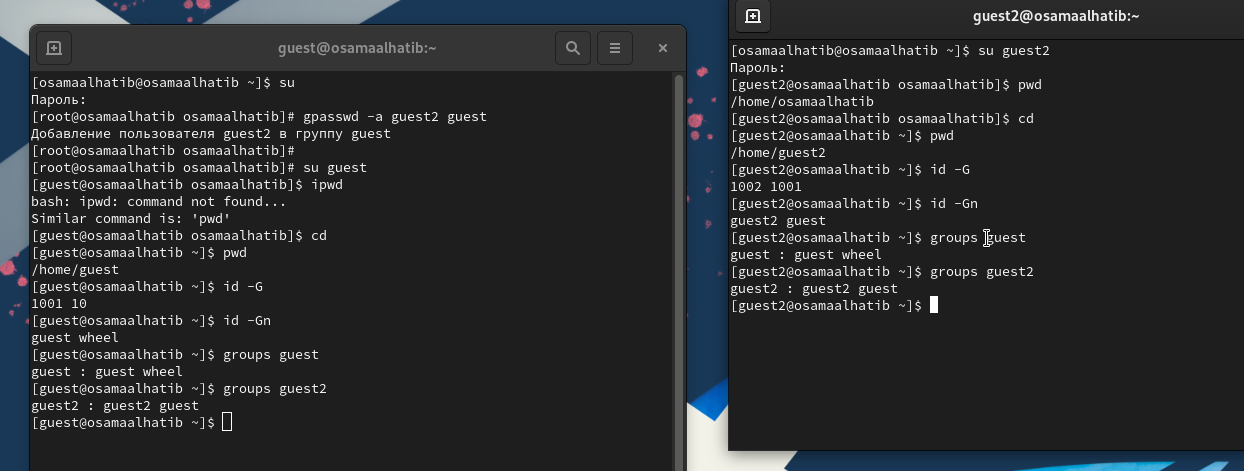 guest@osamaalhatib:~
[osamaalhatib@osamaalhatib ~]$ su
Пароль:
[root@osamaalhatib osamaalhatib]# gpasswd -a guest2 guest
Добавление пользователя guest2 в группу guest
[root@osamaalhatib osamaalhatib]#
[root@osamaalhatib osamaalhatib]# su guest
[guest@osamaalhatib osamaalhatib]$ ipwd
bash: ipwd: command not found...
Similar command is: 'pwd'
[guest@osamaalhatib osamaalhatib]$ cd
[guest@osamaalhatib ~]$ pwd
/home/guest
[guest@osamaalhatib ~]$ id -G
1001 10
[guest@osamaalhatib ~]$ id -Gn
guest wheel
[guest@osamaalhatib ~]$ groups guest
guest : guest wheel
[guest@osamaalhatib ~]$ groups guest2
guest2 : guest2 guest
[guest@osamaalhatib ~]$
guest2@osamaalhatib:~
[osamaalhatib@osamaalhatib ~]$ su guest2
Пароль:
[guest2@osamaalhatib osamaalhatib]$ pwd
/home/osamaalhatib
[guest2@osamaalhatib osamaalhatib]$ cd
[guest2@osamaalhatib ~]$ pwd
/home/guest2
[guest2@osamaalhatib ~]$ id -G
1002 1001
[guest2@osamaalhatib ~]$ id -Gn
guest2 guest
[guest2@osamaalhatib ~]$ groups guest
guest : guest wheel
[guest2@osamaalhatib ~]$ groups guest2
guest2 : guest2 guest
[guest2@osamaalhatib ~]$